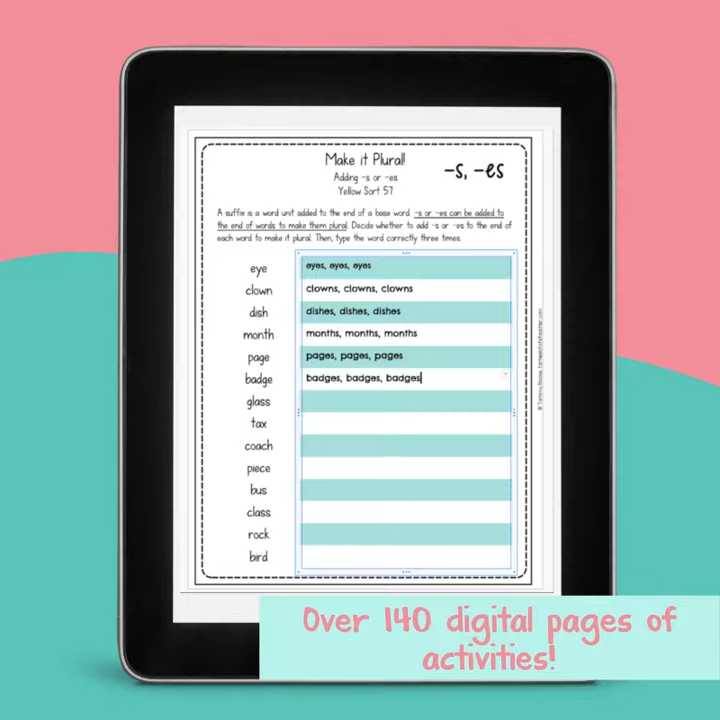 Make it Plural!
Adding -s or -es
Yellow Sort 57
-s, -es
A suffix is a word unit added to the end of a base word. -s or -es can be added to
the end of words to make them plural. Decide whether to add -s or -es to the end of
each word to make it plural. Then, type the word correctly three times.
eye eyes, eyes, eyes
clown clowns, clowns, clowns
dish dishes, dishes, dishes
month months, months, months
page pages, pages, pages
badge badges, badges, badges
glass
tax
coach
piece
bus
class
rock
bird
Over 140 digital pages of
activities!